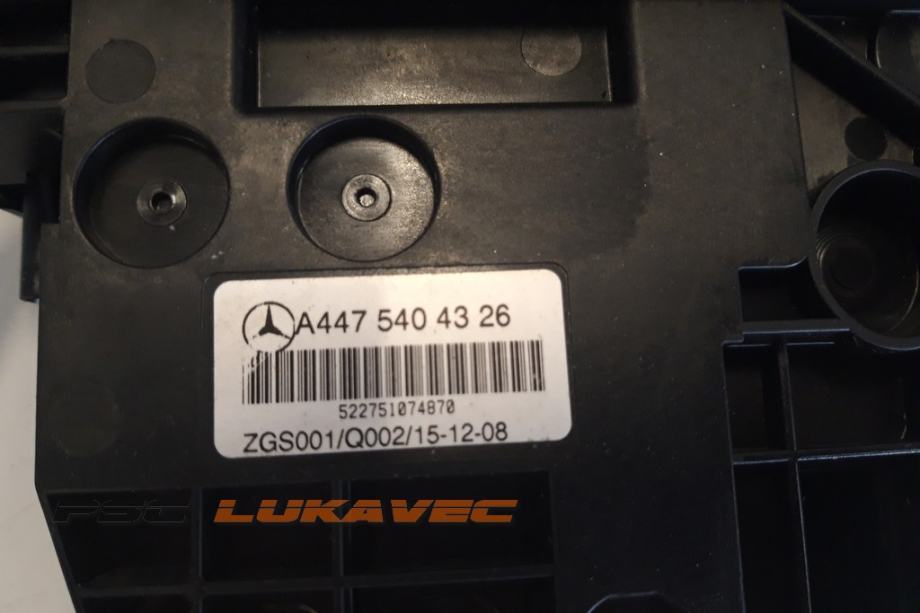 A447 540 43 26
522751074870
ZGS001/Q002/15-12-08
PSC LUKAVEC